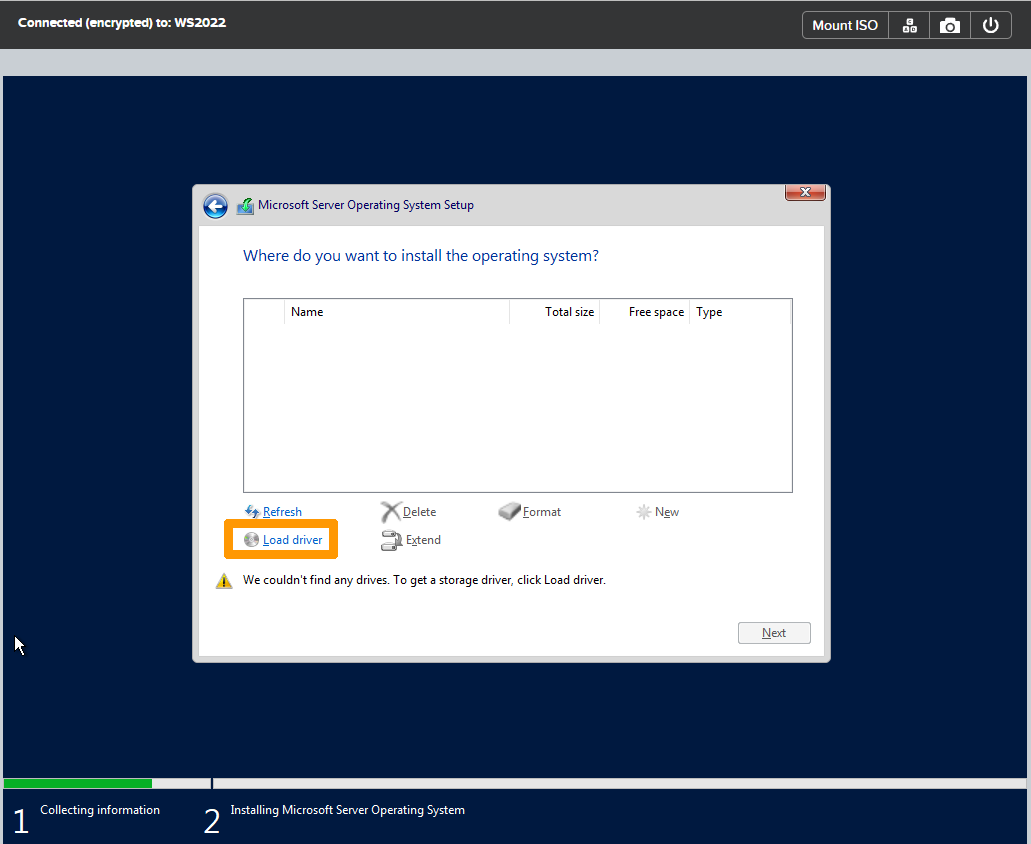 Connected (encrypted) to: WS2022
Mount ISO
Microsoft Server Operating System Setup
Where do you want to install the operating system?
Name Total size Free space Type
Refresh Delete Format New
Load driver Extend
We couldn't find any drives. To get a storage driver, click Load driver.
Next
1 Collecting information 2 Installing Microsoft Server Operating System